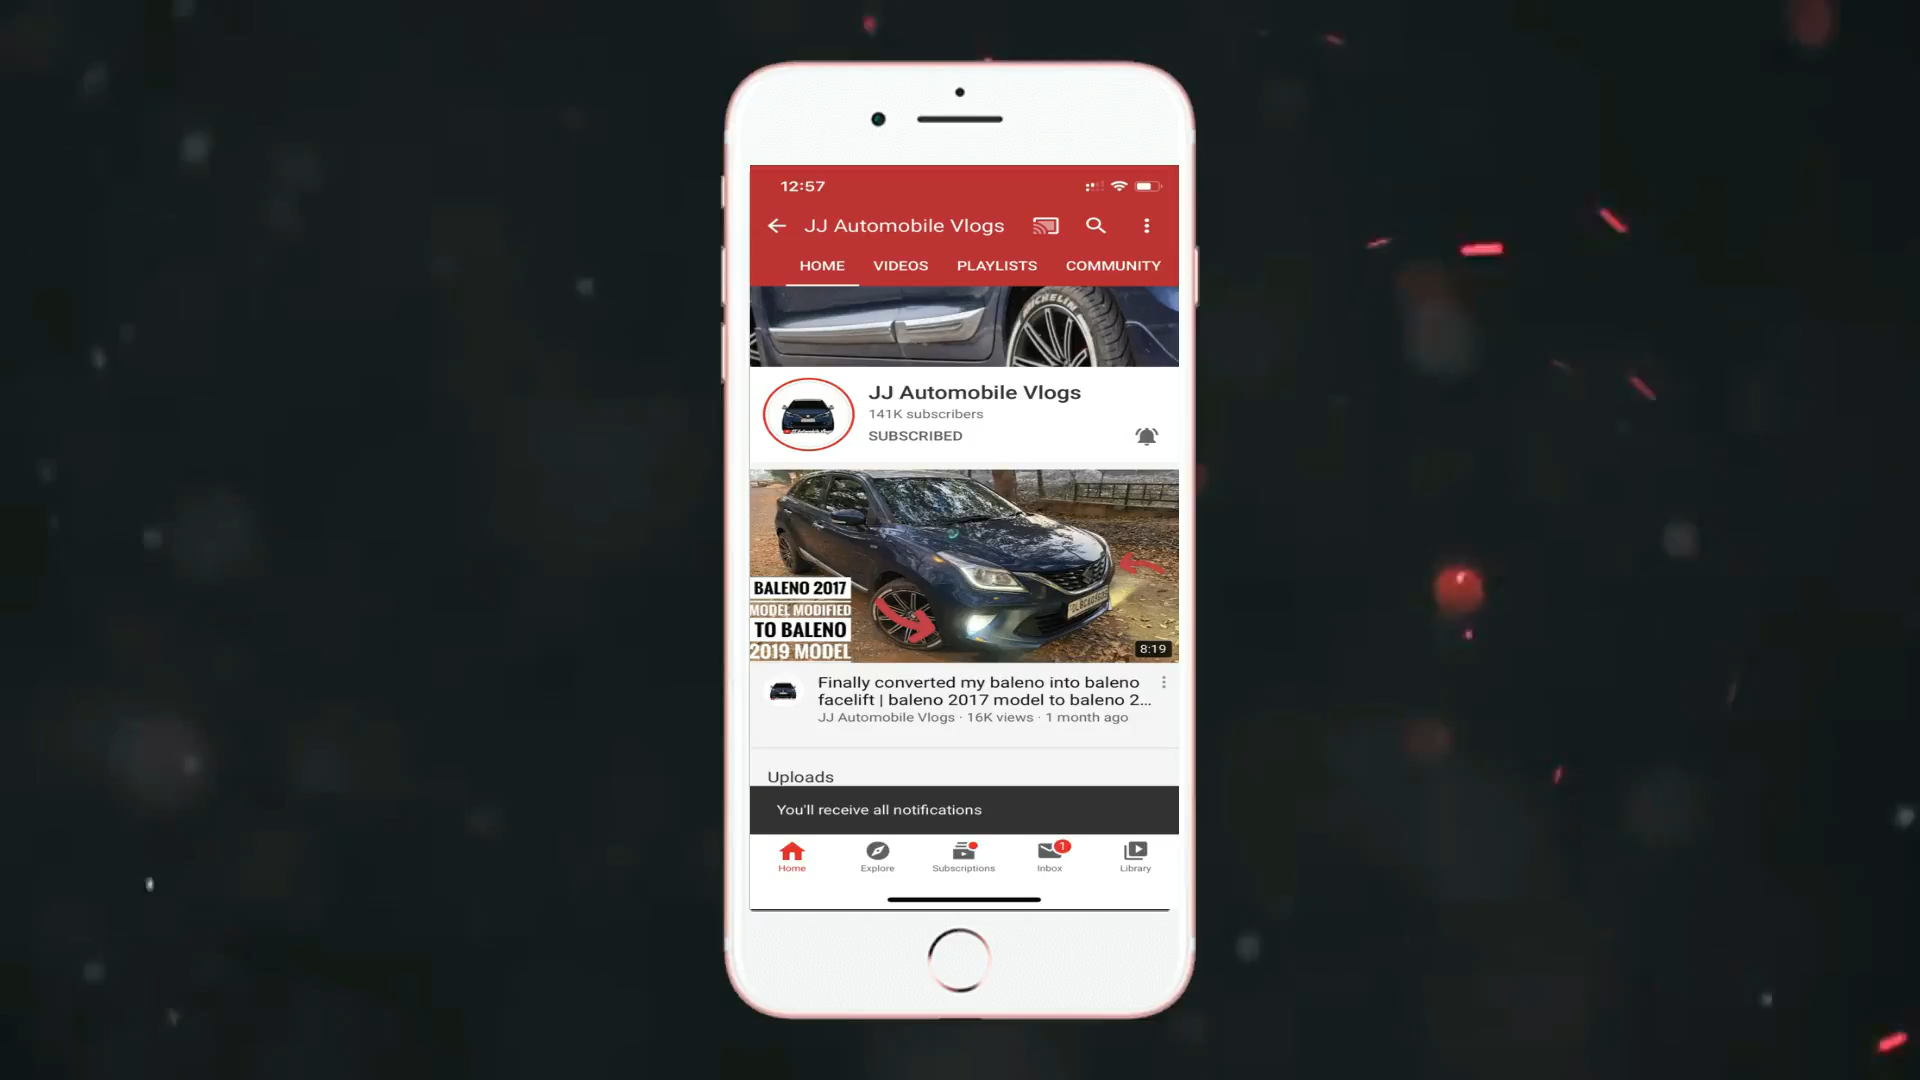 12:57
JJ Automobile Vlogs
HOME VIDEOS PLAYLISTS COMMUNITY
MICHELIN
JJ Automobile Vlogs
141K subscribers
SUBSCRIBED
BALENO 2017
MODEL MODIFIED
TO BALENO
2019 MODEL
8:19
Finally converted my baleno into baleno
facelift | baleno 2017 model to baleno 2...
JJ Automobile Vlogs · 16K views · 1 month ago
Uploads
You'll receive all notifications
1
Home Explore Subscriptions Inbox Library